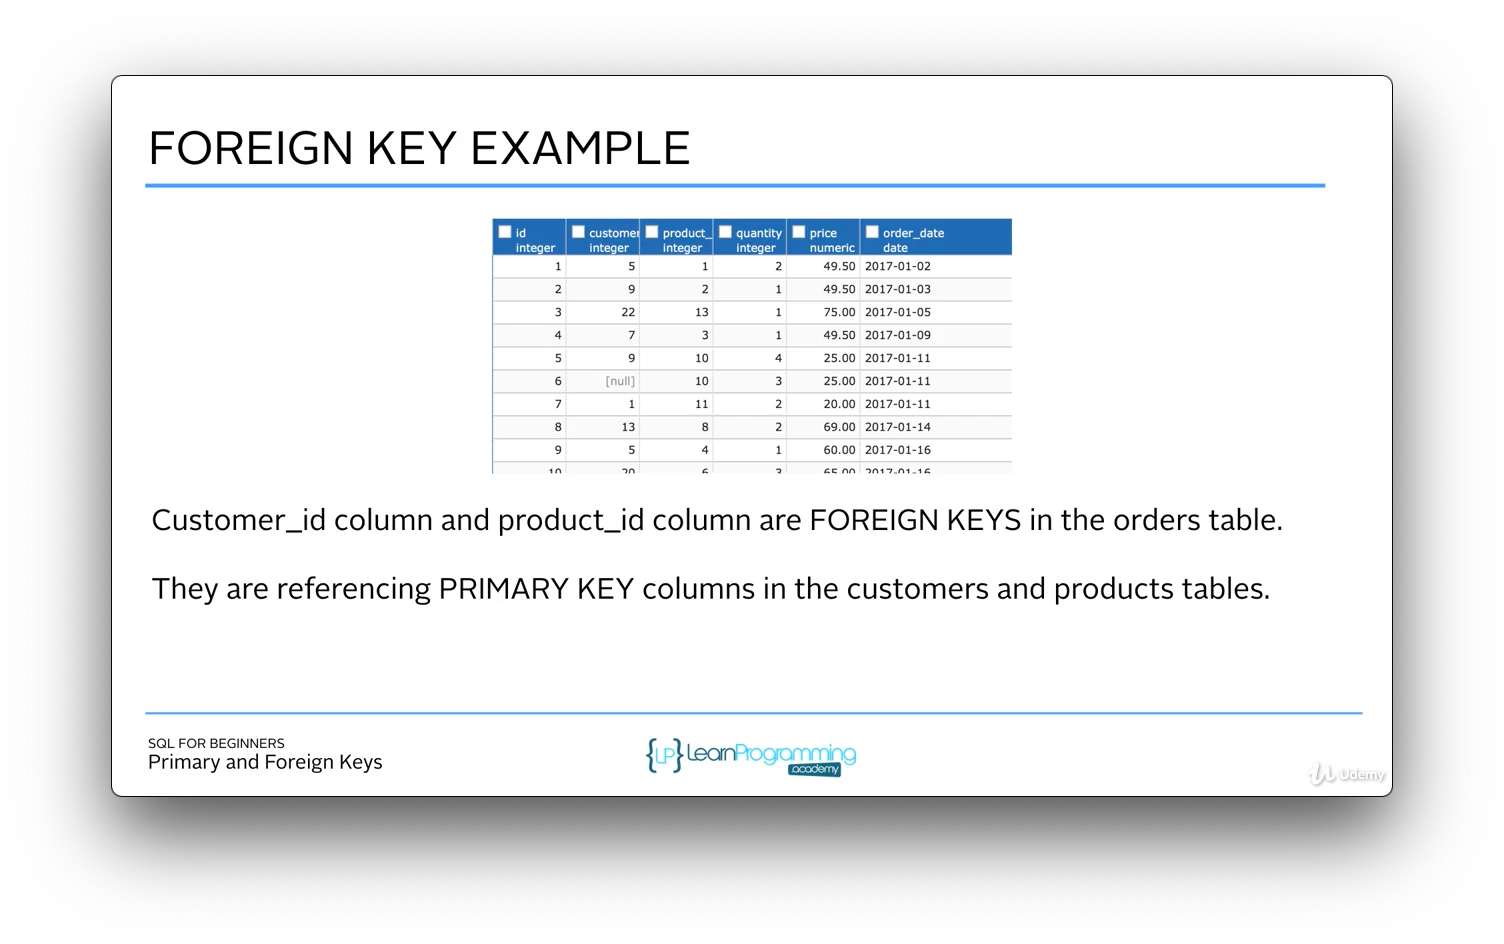 FOREIGN KEY EXAMPLE
id customer product_ quantity price order_date
integer integer integer integer numeric date
1 5 1 2 49.50 2017-01-02
2 9 2 1 49.50 2017-01-03
3 22 13 1 75.00 2017-01-05
4 7 3 1 49.50 2017-01-09
5 9 10 4 25.00 2017-01-11
6 [null] 10 3 25.00 2017-01-11
7 1 11 2 20.00 2017-01-11
8 13 8 2 69.00 2017-01-14
9 5 4 1 60.00 2017-01-16
10 20 6 3 65.00 2017-01-16
Customer_id column and product_id column are FOREIGN KEYS in the orders table.
They are referencing PRIMARY KEY columns in the customers and products tables.
SQL FOR BEGINNERS
Primary and Foreign Keys
{LP} LearnProgramming
.academy
Udemy